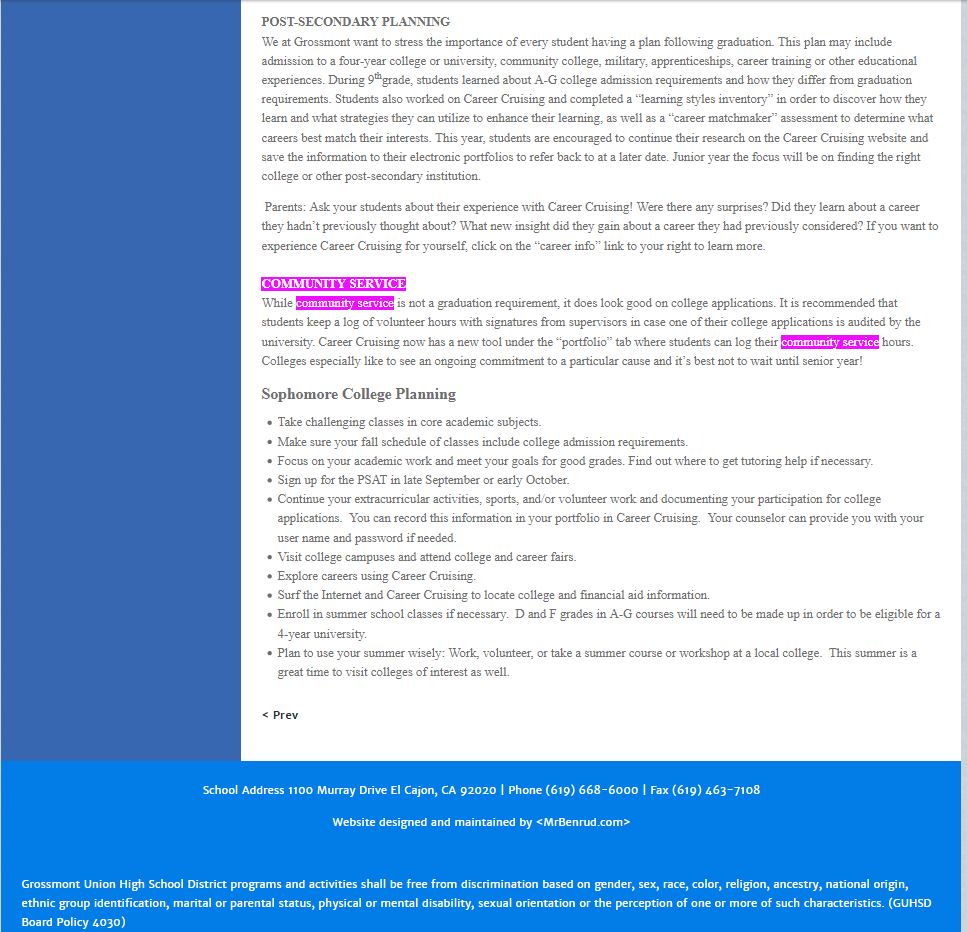 POST-SECONDARY PLANNING
We at Grossmont want to stress the importance of every student having a plan following graduation. This plan may include
admission to a four-year college or university, community college, military, apprenticeships, career training or other educational
experiences. During 9thgrade, students learned about A-G college admission requirements and how they differ from graduation
requirements. Students also worked on Career Cruising and completed a “learning styles inventory” in order to discover how they
learn and what strategies they can utilize to enhance their learning, as well as a “career matchmaker” assessment to determine what
careers best match their interests. This year, students are encouraged to continue their research on the Career Cruising website and
save the information to their electronic portfolios to refer back to at a later date. Junior year the focus will be on finding the right
college or other post-secondary institution.
Parents: Ask your students about their experience with Career Cruising! Were there any surprises? Did they learn about a career
they hadn’t previously thought about? What new insight did they gain about a career they had previously considered? If you want to
experience Career Cruising for yourself, click on the “career info” link to your right to learn more.
COMMUNITY SERVICE
While community service is not a graduation requirement, it does look good on college applications. It is recommended that
students keep a log of volunteer hours with signatures from supervisors in case one of their college applications is audited by the
university. Career Cruising now has a new tool under the “portfolio” tab where students can log their community service hours.
Colleges especially like to see an ongoing commitment to a particular cause and it’s best not to wait until senior year!
Sophomore College Planning
• Take challenging classes in core academic subjects.
• Make sure your fall schedule of classes include college admission requirements.
• Focus on your academic work and meet your goals for good grades. Find out where to get tutoring help if necessary.
• Sign up for the PSAT in late September or early October.
• Continue your extracurricular activities, sports, and/or volunteer work and documenting your participation for college
applications.  You can record this information in your portfolio in Career Cruising.  Your counselor can provide you with your
user name and password if needed.
• Visit college campuses and attend college and career fairs.
• Explore careers using Career Cruising.
• Surf the Internet and Career Cruising to locate college and financial aid information.
• Enroll in summer school classes if necessary.  D and F grades in A-G courses will need to be made up in order to be eligible for a
4-year university.
• Plan to use your summer wisely: Work, volunteer, or take a summer course or workshop at a local college.  This summer is a
great time to visit colleges of interest as well.
< Prev
School Address 1100 Murray Drive El Cajon, CA 92020 | Phone (619) 668-6000 | Fax (619) 463-7108
Website designed and maintained by <MrBenrud.com>
Grossmont Union High School District programs and activities shall be free from discrimination based on gender, sex, race, color, religion, ancestry, national origin,
ethnic group identification, marital or parental status, physical or mental disability, sexual orientation or the perception of one or more of such characteristics. (GUHSD
Board Policy 4030)